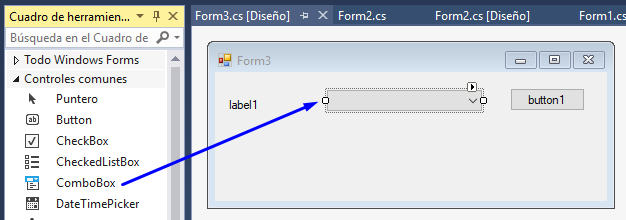 Cuadro de herramien...
Búsqueda en el Cuadro de
Todo Windows Forms
Controles comunes
Puntero
Button
CheckBox
CheckedListBox
ComboBox
DateTimePicker
Form3.cs [Diseño] Form2.cs Form2.cs [Diseño] Form1.cs
Form3
label1
button1